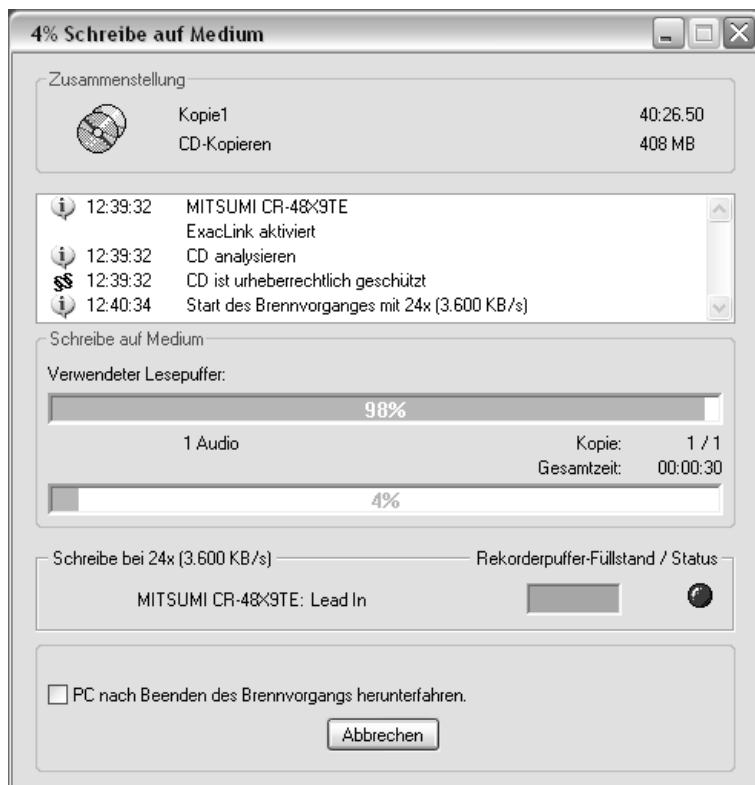 4% Schreibe auf Medium
Zusammenstellung
Kopie1 40:26.50
CD-Kopieren 408 MB
12:39:32 MITSUMI CR-48X9TE
ExacLink aktiviert
12:39:32 CD analysieren
§§ 12:39:32 CD ist urheberrechtlich geschützt
12:40:34 Start des Brennvorganges mit 24x (3.600 KB/s)
Schreibe auf Medium
Verwendeter Lesepuffer:
98%
1 Audio Kopie: 1 / 1
Gesamtzeit: 00:00:30
4%
Schreibe bei 24x (3.600 KB/s) Rekorderpuffer-Füllstand / Status
MITSUMI CR-48X9TE: Lead In
PC nach Beenden des Brennvorgangs herunterfahren.
Abbrechen